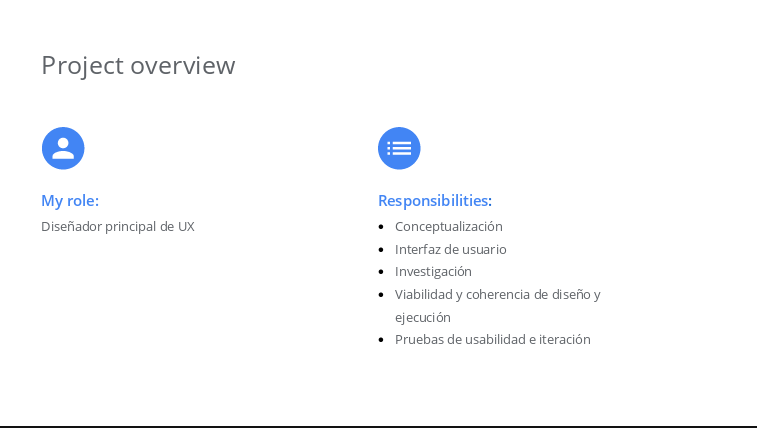 Project overview
My role:
Diseñador principal de UX
Responsibilities:
• Conceptualización
• Interfaz de usuario
• Investigación
• Viabilidad y coherencia de diseño y
ejecución
• Pruebas de usabilidad e iteración